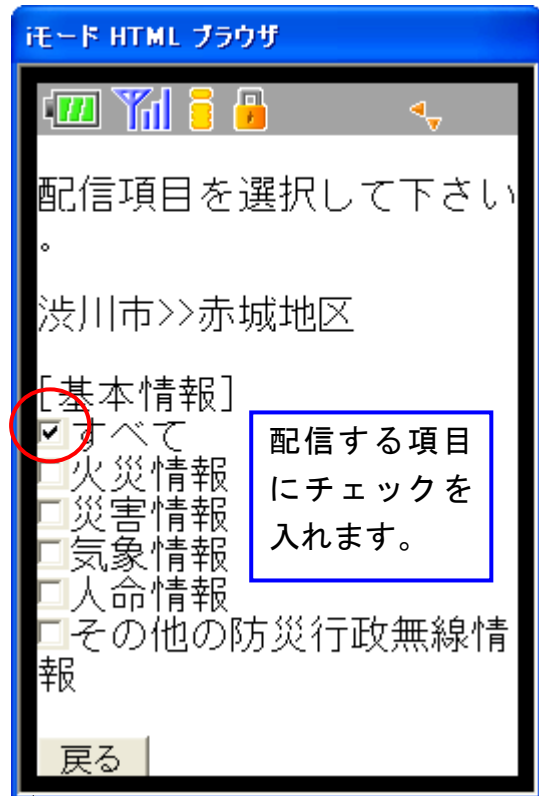 iモード HTML ブラウザ
配信項目を選択して下さい
。
渋川市>>赤城地区
[基本情報]
すべて
火災情報
災害情報
気象情報
人命情報
その他の防災行政無線情
報
配信する項目
にチェックを
入れます。
戻る